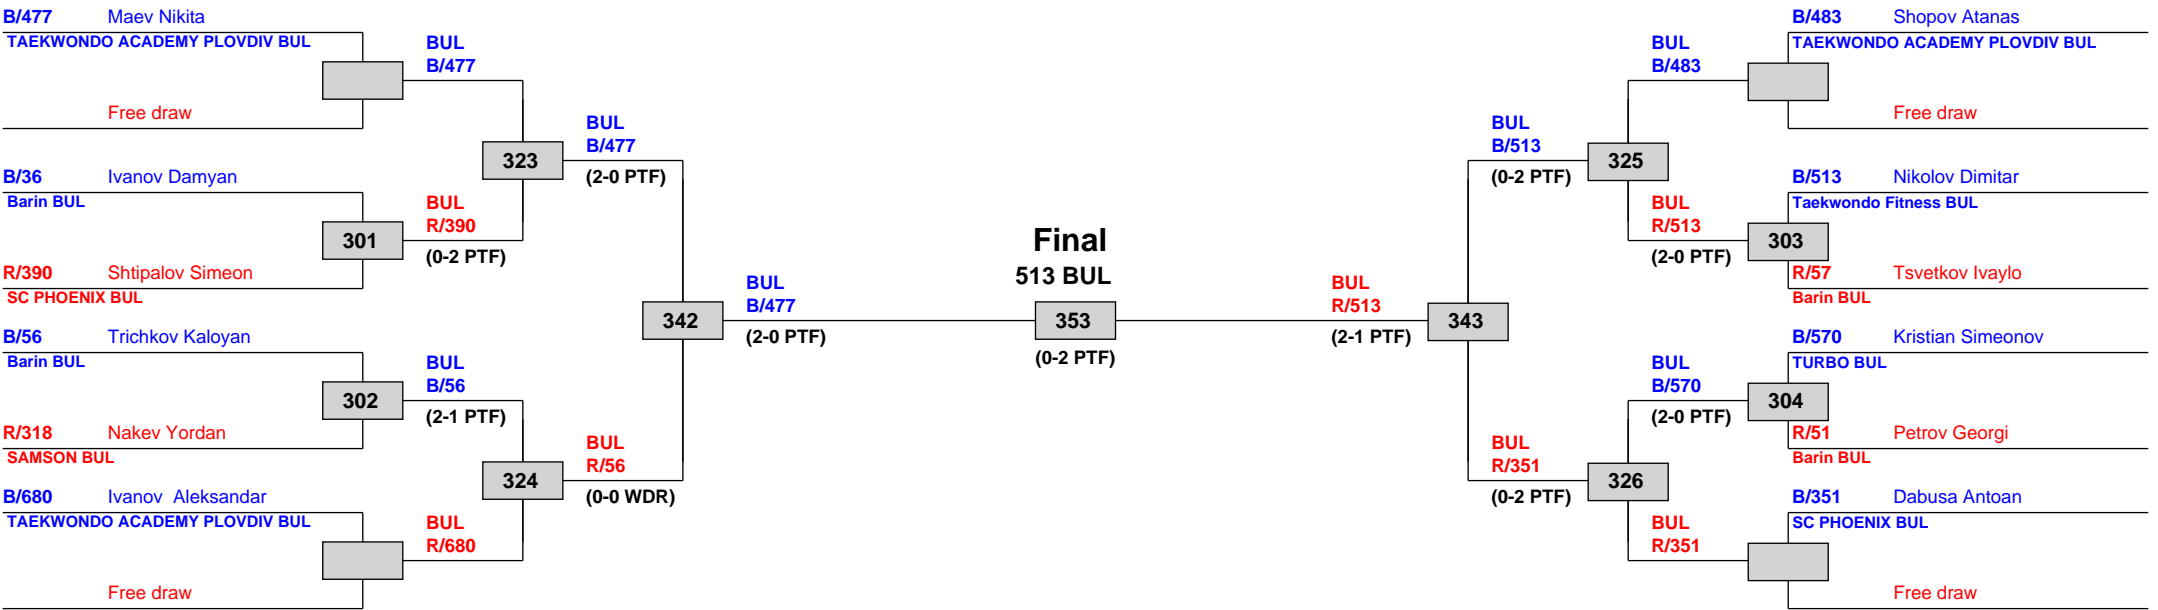 B/477 Maev Nikita
TAEKWONDO ACADEMY PLOVDIV BUL
Free draw
B/36 Ivanov Damyan
Barin BUL
301
R/390 Shtipalov Simeon
SC PHOENIX BUL
B/56 Trichkov Kaloyan
Barin BUL
302
R/318 Nakev Yordan
SAMSON BUL
B/680 Ivanov  Aleksandar
TAEKWONDO ACADEMY PLOVDIV BUL
Free draw
BUL
B/477
323
BUL
R/390
(0-2 PTF)
BUL
B/56
(2-1 PTF)
324
BUL
R/680
BUL
B/477
(2-0 PTF)
342
BUL
R/56
(0-0 WDR)
BUL
B/477
(2-0 PTF)
Final
513 BUL
353
(0-2 PTF)
BUL
R/513
(2-1 PTF)
343
BUL
B/513
(0-2 PTF)
BUL
R/351
(0-2 PTF)
BUL
B/483
325
BUL
R/513
(2-0 PTF)
BUL
B/570
(2-0 PTF)
326
BUL
R/351
B/483 Shopov Atanas
TAEKWONDO ACADEMY PLOVDIV BUL
Free draw
B/513 Nikolov Dimitar
Taekwondo Fitness BUL
303
R/57 Tsvetkov Ivaylo
Barin BUL
B/570 Kristian Simeonov
TURBO BUL
304
R/51 Petrov Georgi
Barin BUL
B/351 Dabusa Antoan
SC PHOENIX BUL
Free draw